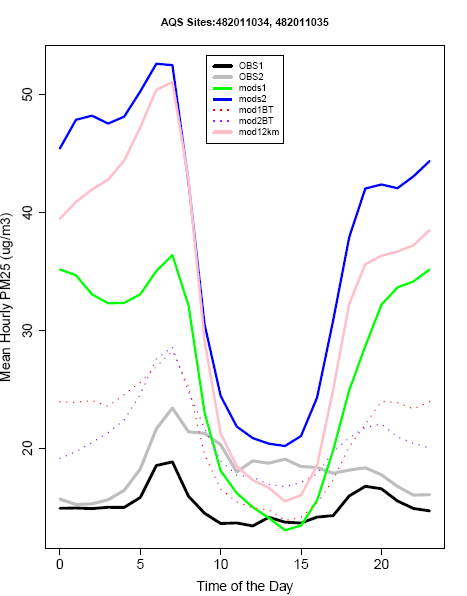 AQS Sites:482011034, 482011035
OBS1
OBS2
mods1
mods2
mod1BT
mod2BT
mod12km
Mean Hourly PM25 (ug/m3)
50
40
30
20
0 5 10 15 20
Time of the Day